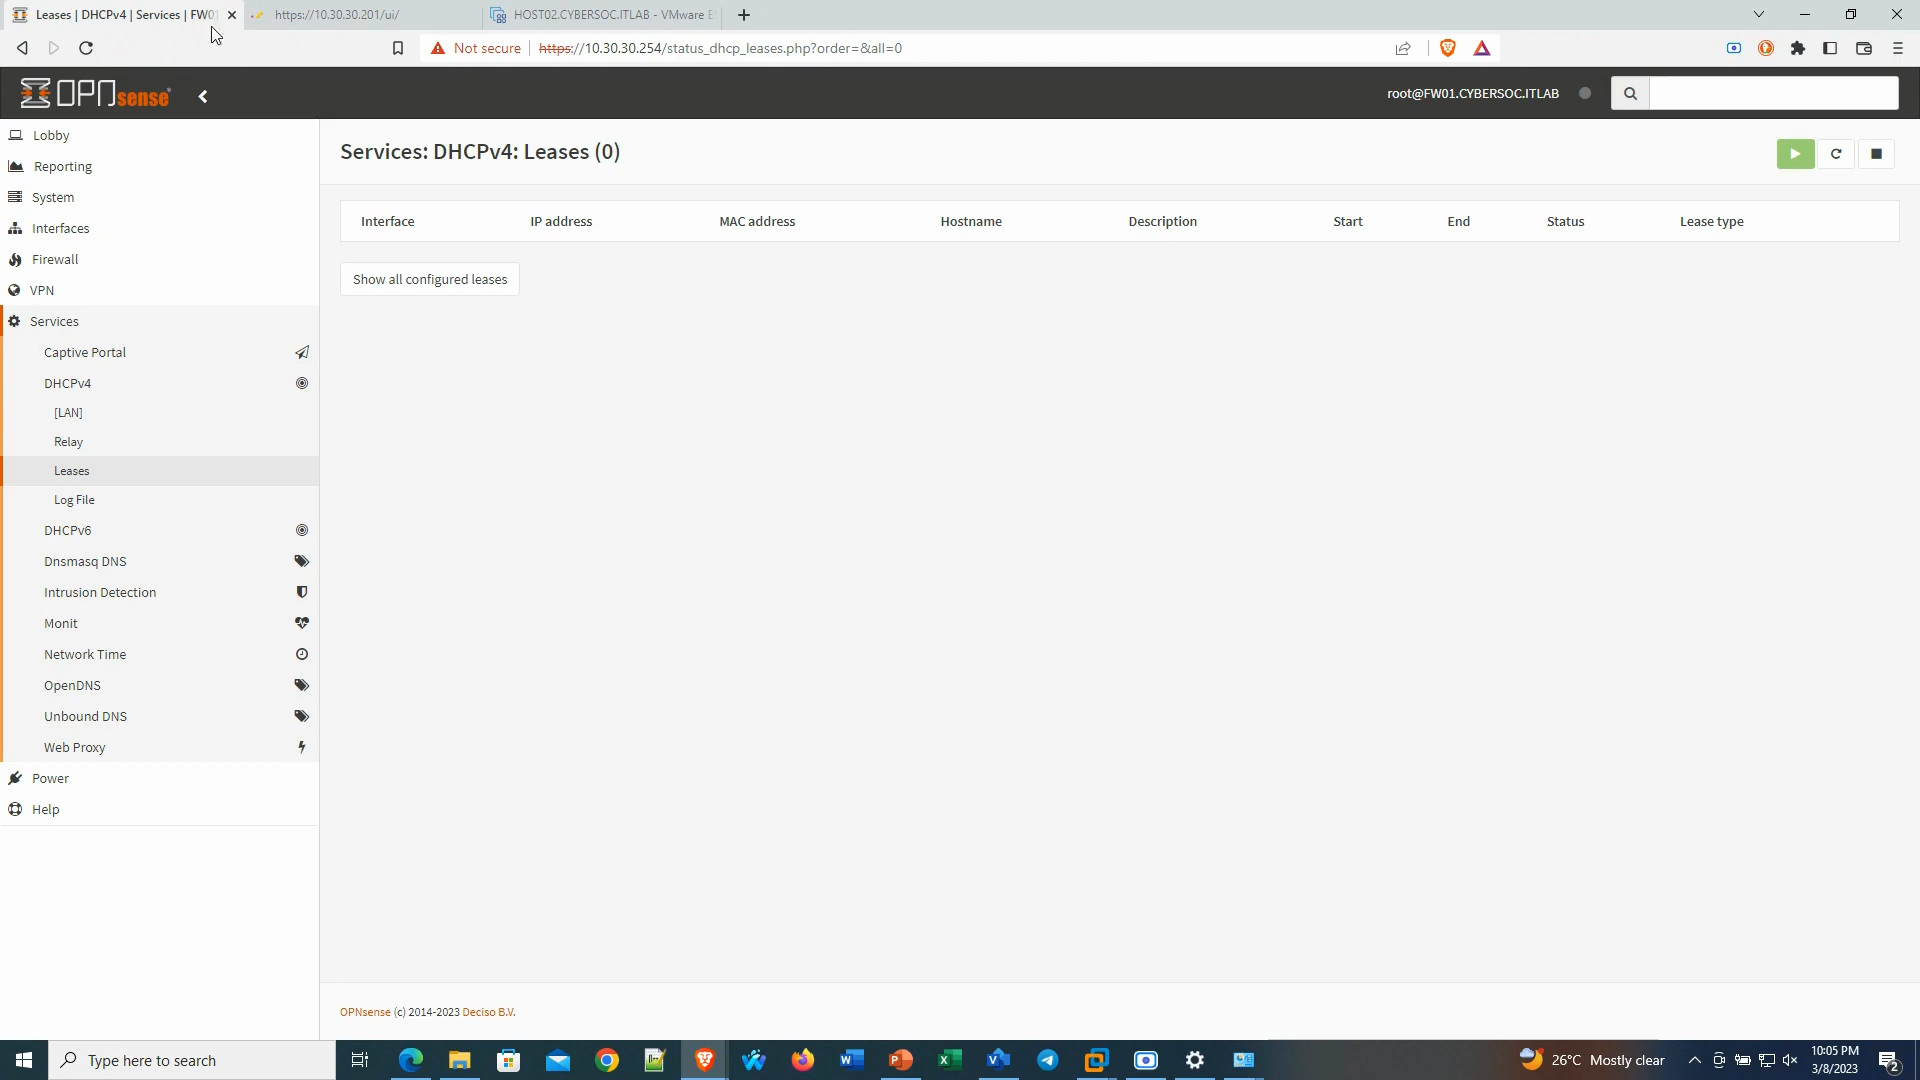 Leases | DHCPv4 | Services | FW01
https://10.30.30.201/ui/
HOST02.CYBERSOC.ITLAB - VMware E
Not secure
https://10.30.30.254/status_dhcp_leases.php?order=&all=0
OPNsense
root@FW01.CYBERSOC.ITLAB
Lobby
Reporting
System
Interfaces
Firewall
VPN
Services
Captive Portal
DHCPv4
[LAN]
Relay
Leases
Log File
DHCPv6
Dnsmasq DNS
Intrusion Detection
Monit
Network Time
OpenDNS
Unbound DNS
Web Proxy
Power
Help
Services: DHCPv4: Leases (0)
Interface IP address MAC address Hostname Description Start End Status Lease type
Show all configured leases
OPNsense (c) 2014-2023 Deciso B.V.
Type here to search
26°C Mostly clear
10:05 PM
3/8/2023
2